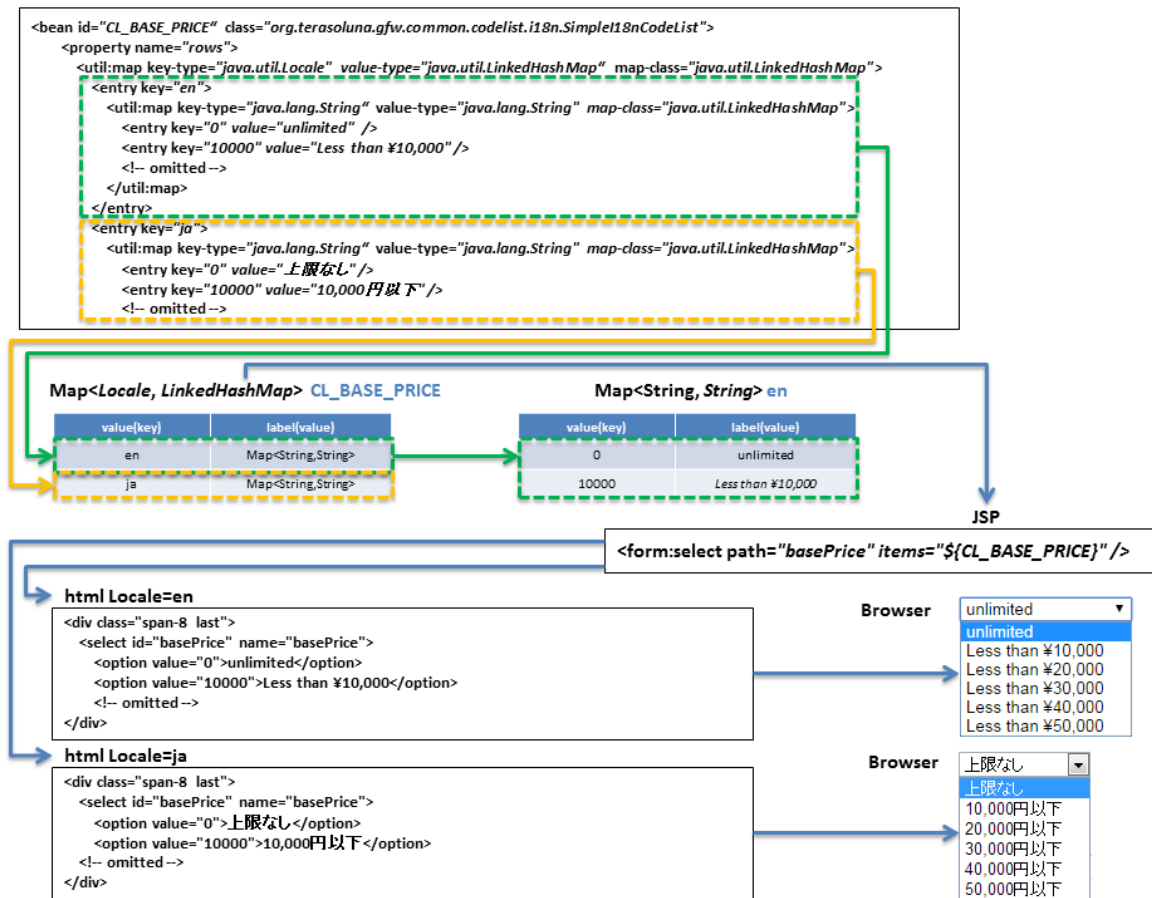 <bean id="CL_BASE_PRICE“ class="org.terasoluna.gfw.common.codelist.i18n.SimpleI18nCodeList">
<property name="rows">
<util:map key-type="java.util.Locale" value-type="java.util.LinkedHashMap“ map-class="java.util.LinkedHashMap">
<entry key="en">
<util:map key-type="java.lang.String“ value-type="java.lang.String" map-class="java.util.LinkedHashMap">
<entry key="0" value="unlimited" />
<entry key="10000" value="Less than ¥10,000" />
<!-- omitted -->
</util:map>
</entry>
<entry key="ja">
<util:map key-type="java.lang.String“ value-type="java.lang.String" map-class="java.util.LinkedHashMap">
<entry key="0" value="上限なし" />
<entry key="10000" value="10,000円以下" />
<!-- omitted -->
Map<Locale, LinkedHashMap> CL_BASE_PRICE
value(key) label(value)
en Map<String,String>
ja Map<String,String>
Map<String, String> en
value(key) label(value)
0 unlimited
10000 Less than ¥10,000
JSP
<form:select path="basePrice" items="${CL_BASE_PRICE}" />
html Locale=en
<div class="span-8 last">
<select id="basePrice" name="basePrice">
<option value="0">unlimited</option>
<option value="10000">Less than ¥10,000</option>
<!-- omitted -->
</div>
Browser
unlimited
unlimited
Less than ¥10,000
Less than ¥20,000
Less than ¥30,000
Less than ¥40,000
Less than ¥50,000
html Locale=ja
<div class="span-8 last">
<select id="basePrice" name="basePrice">
<option value="0">上限なし</option>
<option value="10000">10,000円以下</option>
<!-- omitted -->
</div>
Browser
上限なし
上限なし
10,000円以下
20,000円以下
30,000円以下
40,000円以下
50,000円以下